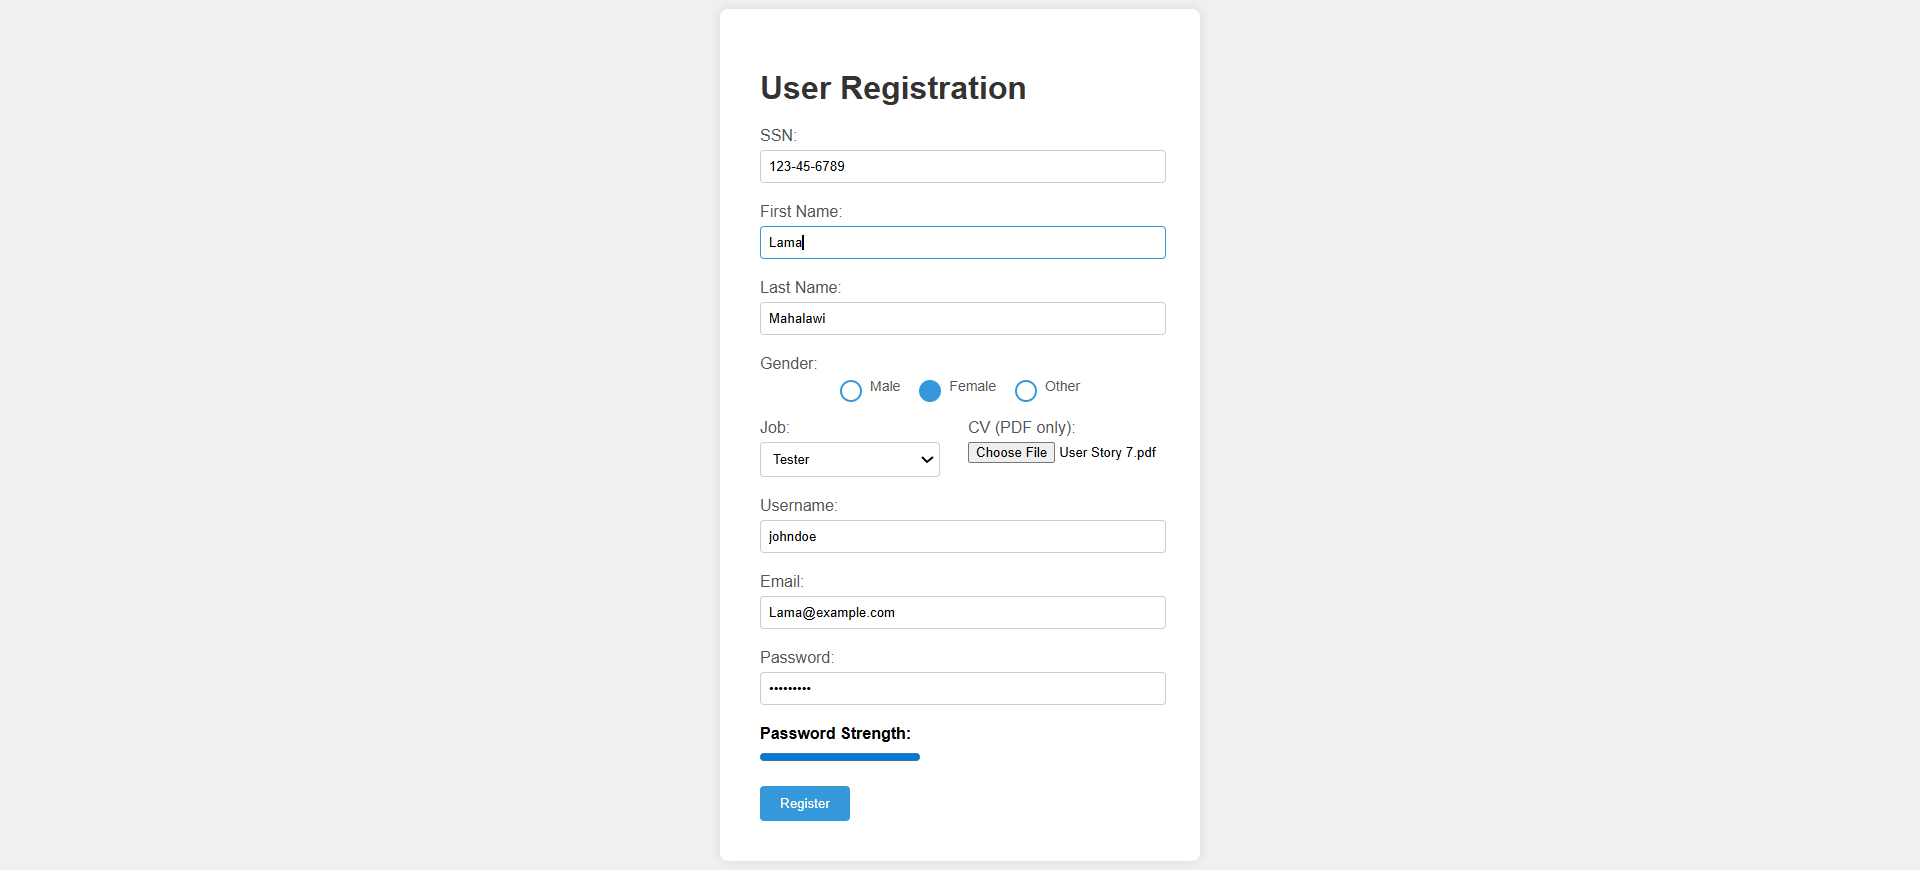 User Registration
SSN:
123-45-6789
First Name:
Lama
Last Name:
Mahalawi
Gender:
Male Female Other
Job: CV (PDF only):
Tester Choose File User Story 7.pdf
Username:
johndoe
Email:
Lama@example.com
Password:
•••••••••
Password Strength:
Register